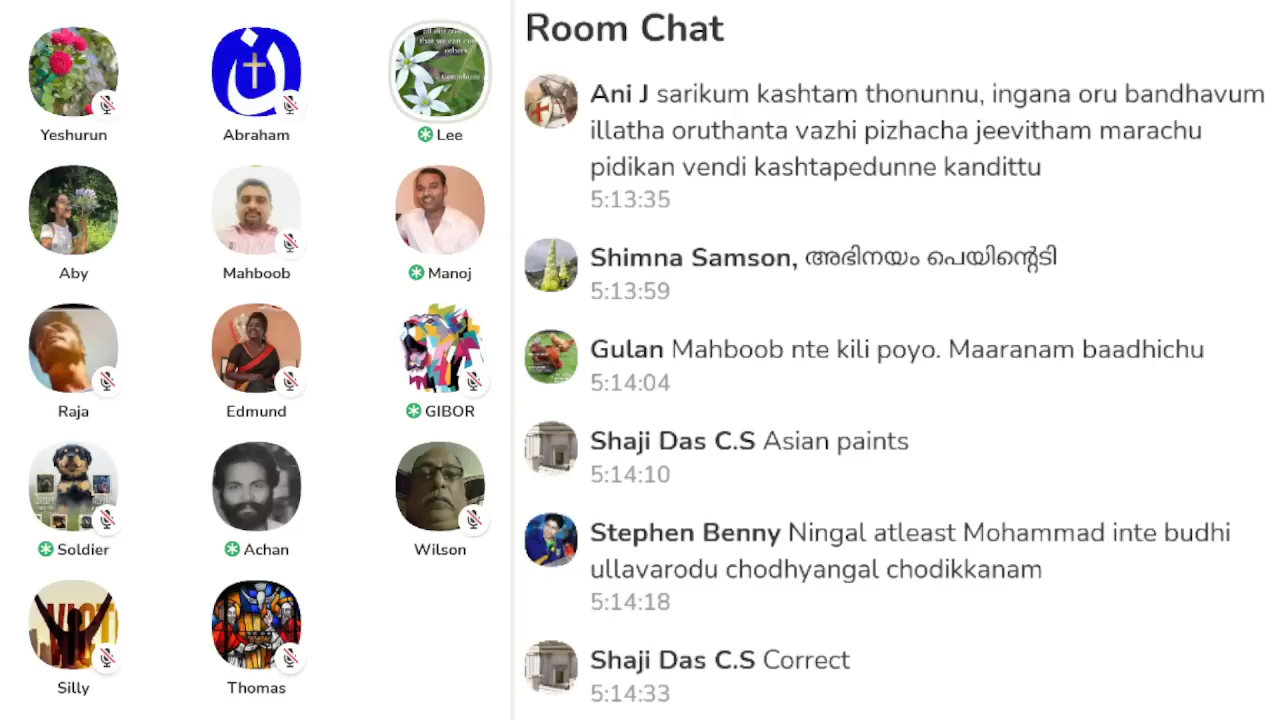 Yeshurun
Abraham
that we can
others
Lee
Aby
Mahboob
Manoj
Raja
Edmund
GIBOR
Soldier
Achan
Wilson
Silly
Thomas
Room Chat
Ani J sarikum kashtam thonunnu, ingana oru bandhavum
illatha oruthanta vazhi pizhacha jeevitham marachu
pidikan vendi kashtapedunne kandittu
5:13:35
Shimna Samson, അഭിനയം പെയിന്റെടി
5:13:59
Gulan Mahboob nte kili poyo. Maaranam baadhichu
5:14:04
Shaji Das C.S Asian paints
5:14:10
Stephen Benny Ningal atleast Mohammad inte budhi
ullavarodu chodhyangal chodikkanam
5:14:18
Shaji Das C.S Correct
5:14:33